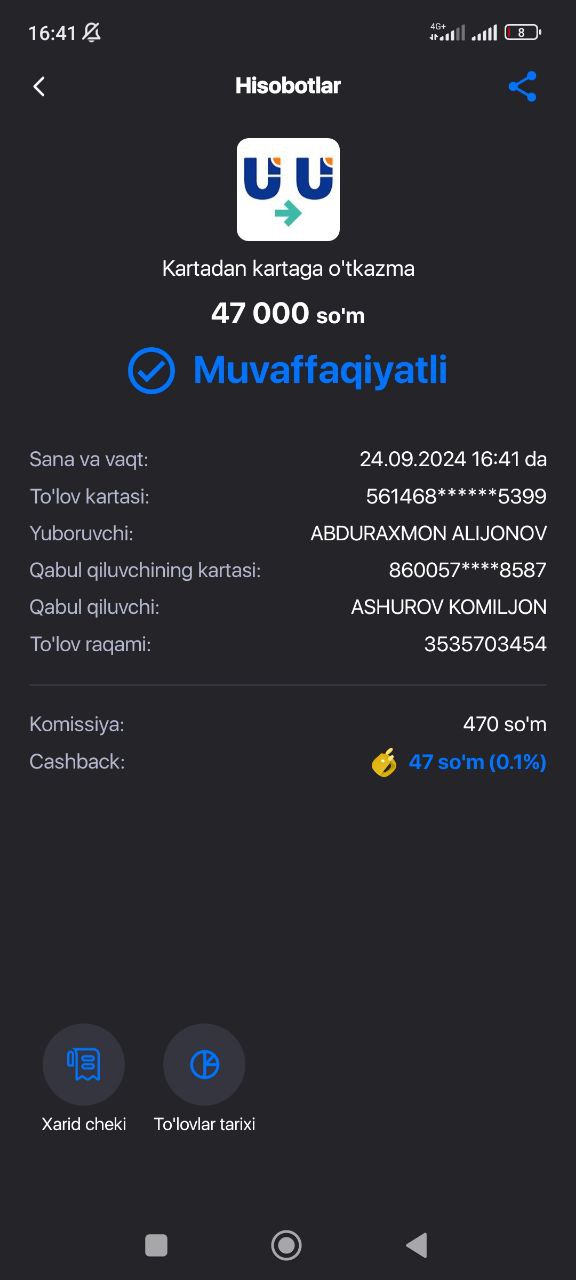 16:41 4G+ 8
Hisobotlar
U U
Kartadan kartaga o'tkazma
47 000 so'm
Muvaffaqiyatli
Sana va vaqt: 24.09.2024 16:41 da
To'lov kartasi: 561468******5399
Yuboruvchi: ABDURAXMON ALIJONOV
Qabul qiluvchining kartasi: 860057****8587
Qabul qiluvchi: ASHUROV KOMILJON
To'lov raqami: 3535703454
Komissiya: 470 so'm
Cashback: 47 so'm (0.1%)
Xarid cheki To'lovlar tarixi